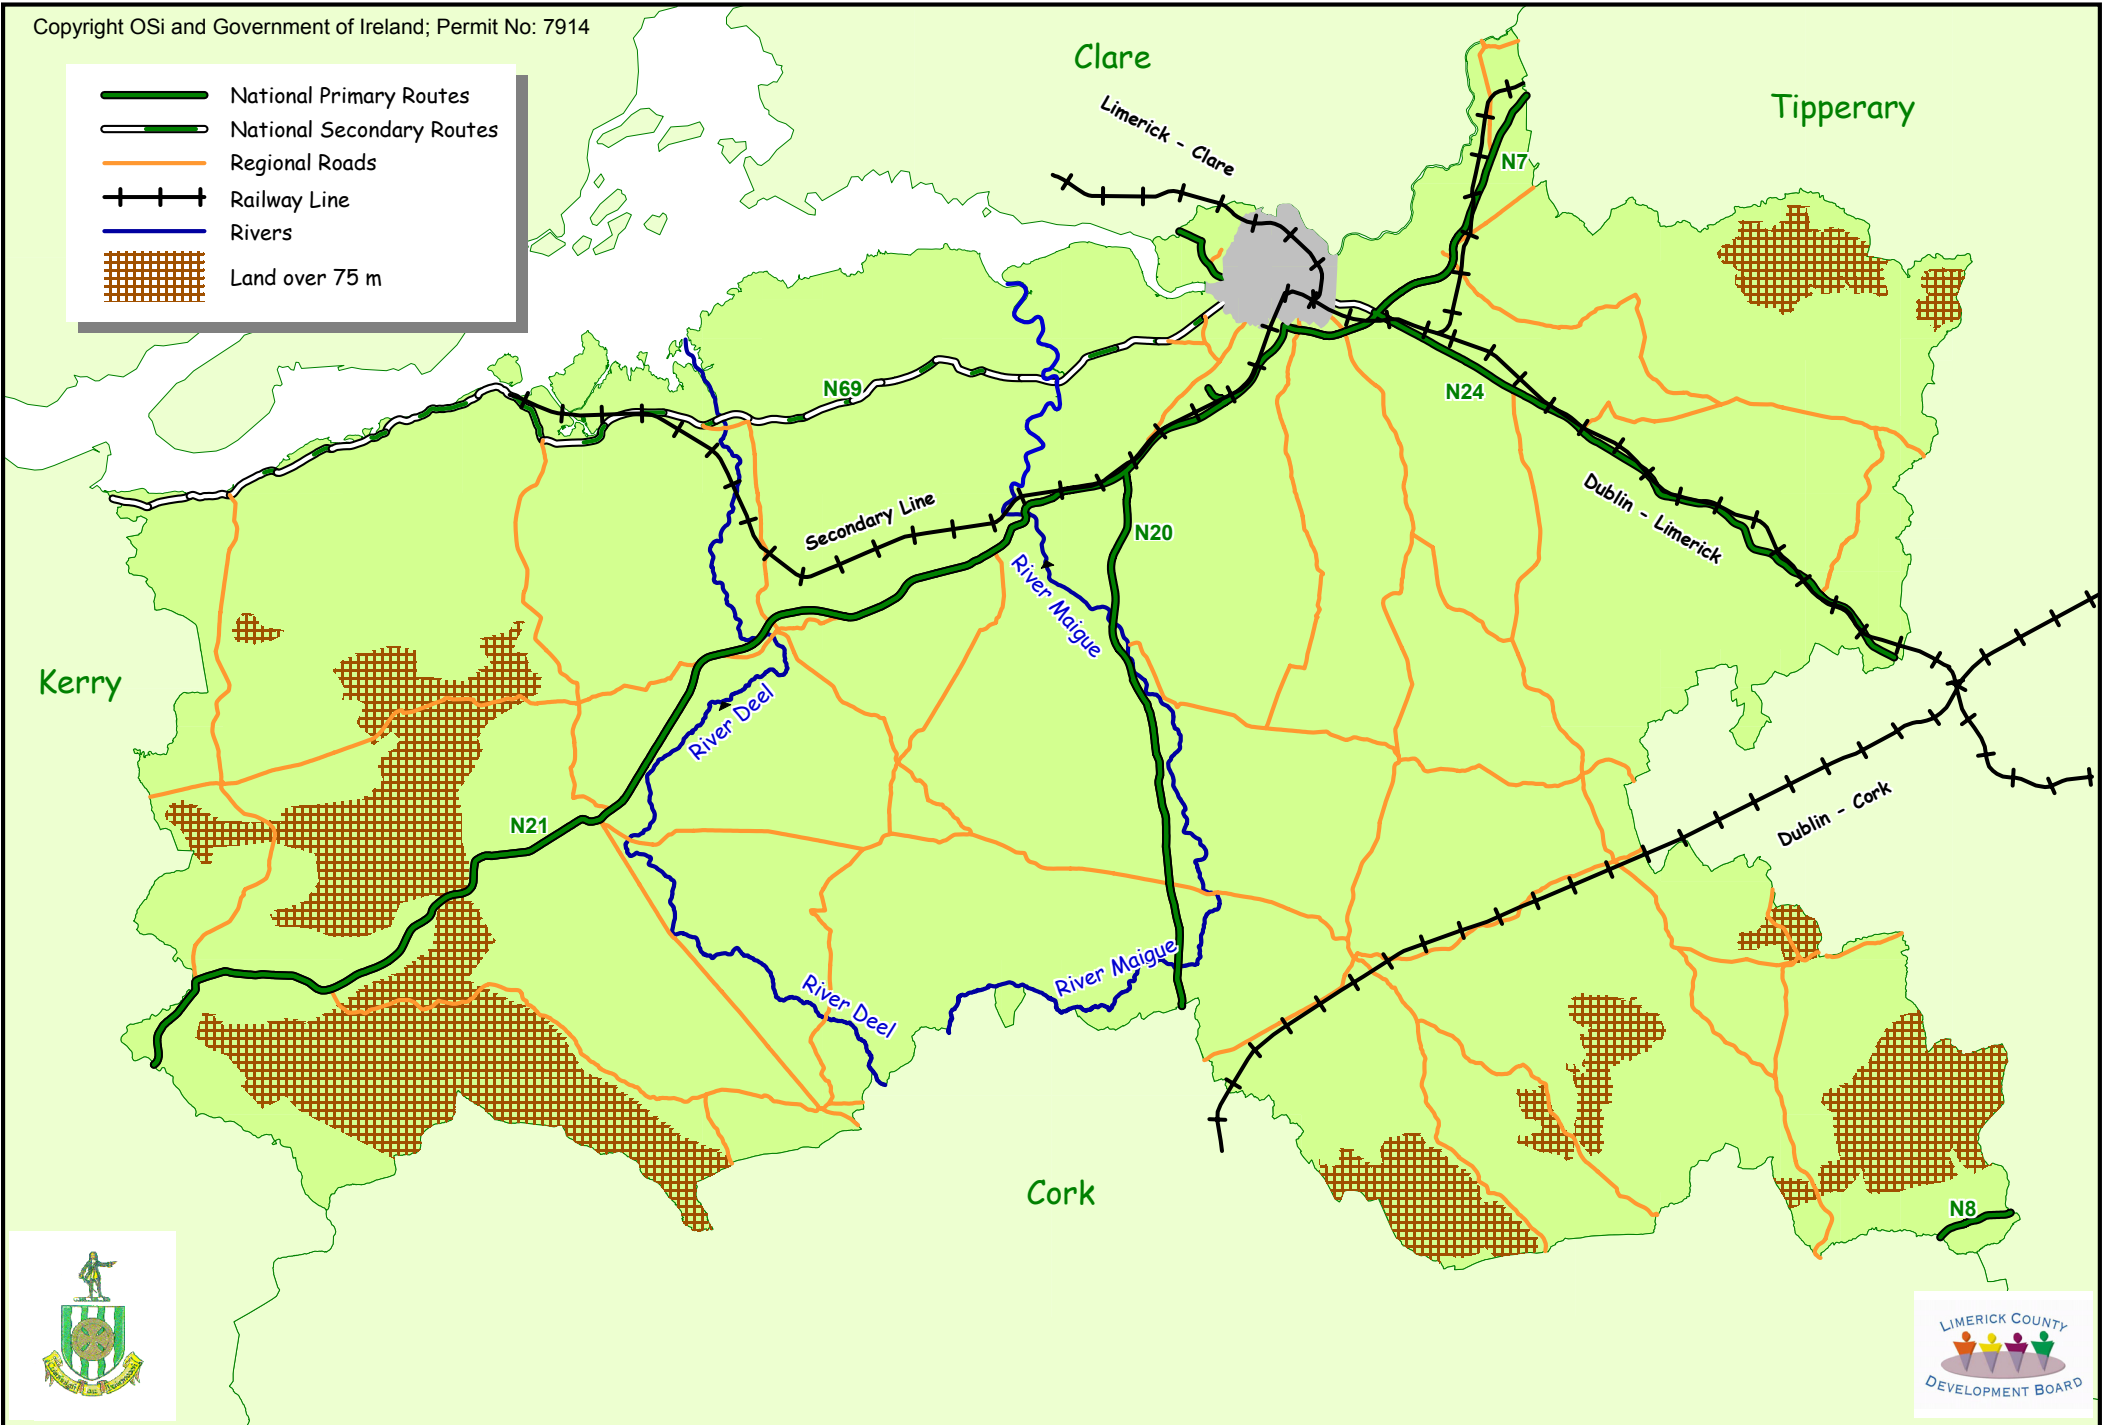 Copyright OSi and Government of Ireland; Permit No: 7914
National Primary Routes
National Secondary Routes
Regional Roads
Railway Line
Rivers
Land over 75 m
Clare
Tipperary
Limerick - Clare
N7
N69
N24
Secondary Line
Dublin - Limerick
N20
River Maigue
Kerry
River Deel
N21
Dublin - Cork
River Maigue
River Deel
Cork
N8
LIMERICK COUNTY
DEVELOPMENT BOARD